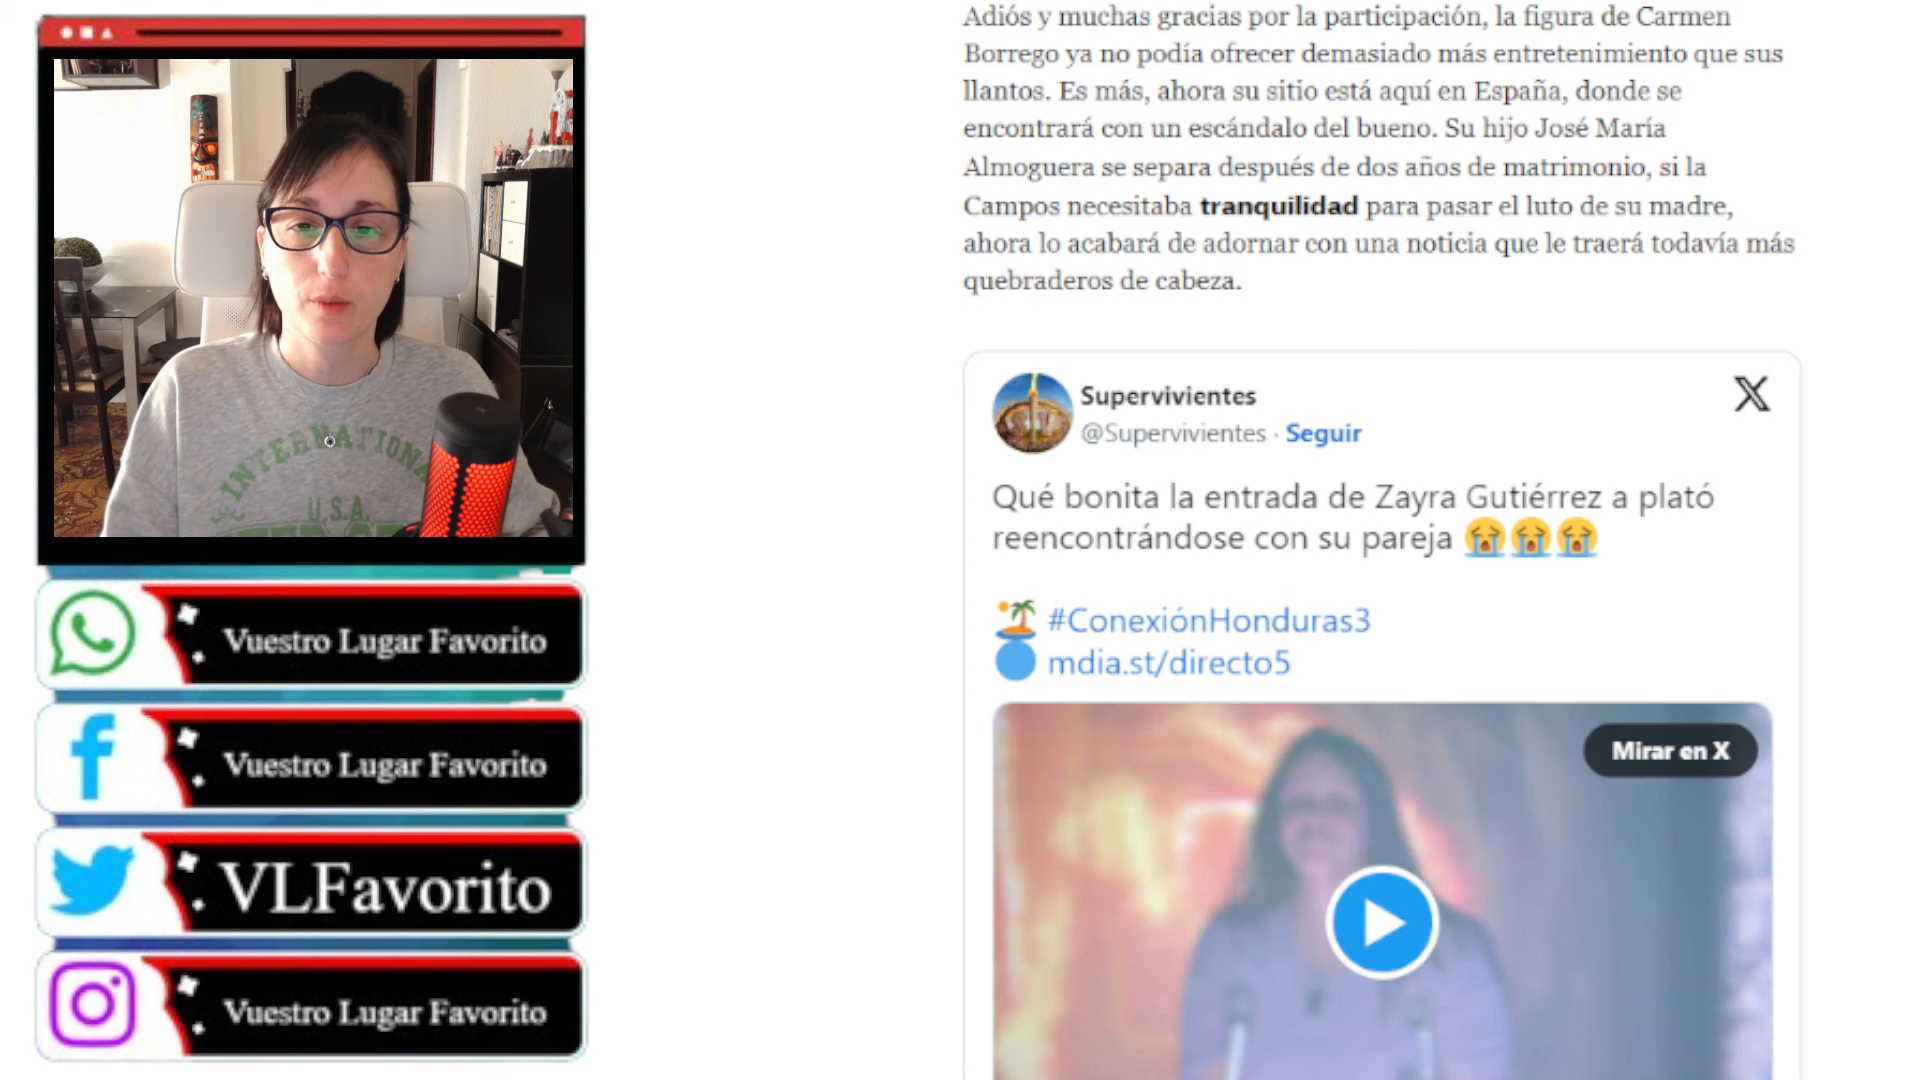 Adiós y muchas gracias por la participación, la figura de Carmen
Borrego ya no podía ofrecer demasiado más entretenimiento que sus
llantos. Es más, ahora su sitio está aquí en España, donde se
encontrará con un escándalo del bueno. Su hijo José María
Almoguera se separa después de dos años de matrimonio, si la
Campos necesitaba tranquilidad para pasar el luto de su madre,
ahora lo acabará de adornar con una noticia que le traerá todavía más
quebraderos de cabeza.
Supervivientes
@Supervivientes · Seguir
Qué bonita la entrada de Zayra Gutiérrez a plató
reencontrándose con su pareja 😭😭😭
🏝️ #ConexiónHonduras3
🔵 mdia.st/directo5
Mirar en X
INTERNATIONA
U.S.A.
Vuestro Lugar Favorito
Vuestro Lugar Favorito
VLFavorito
Vuestro Lugar Favorito